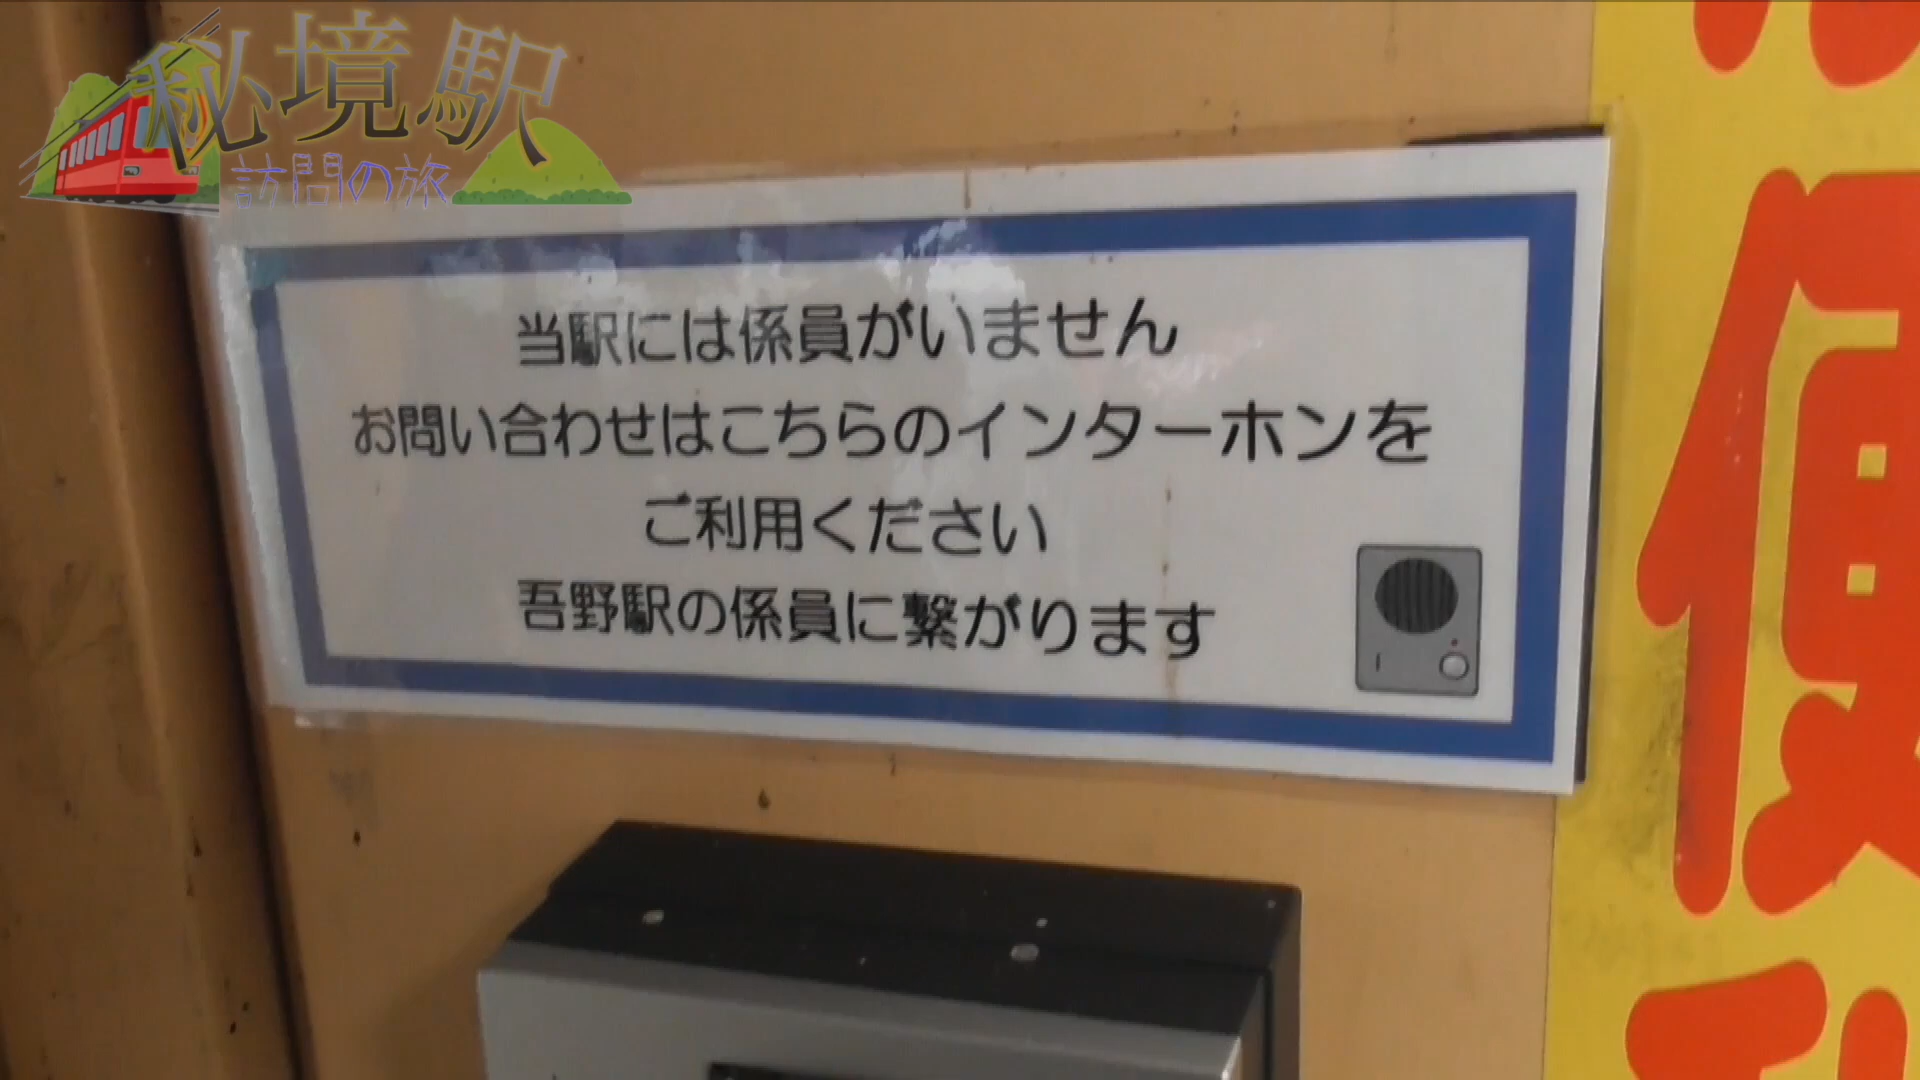 秘境駅
訪問の旅
当駅には係員がいません
お問い合わせはこちらのインターホンを
ご利用ください
吾野駅の係員に繋がります